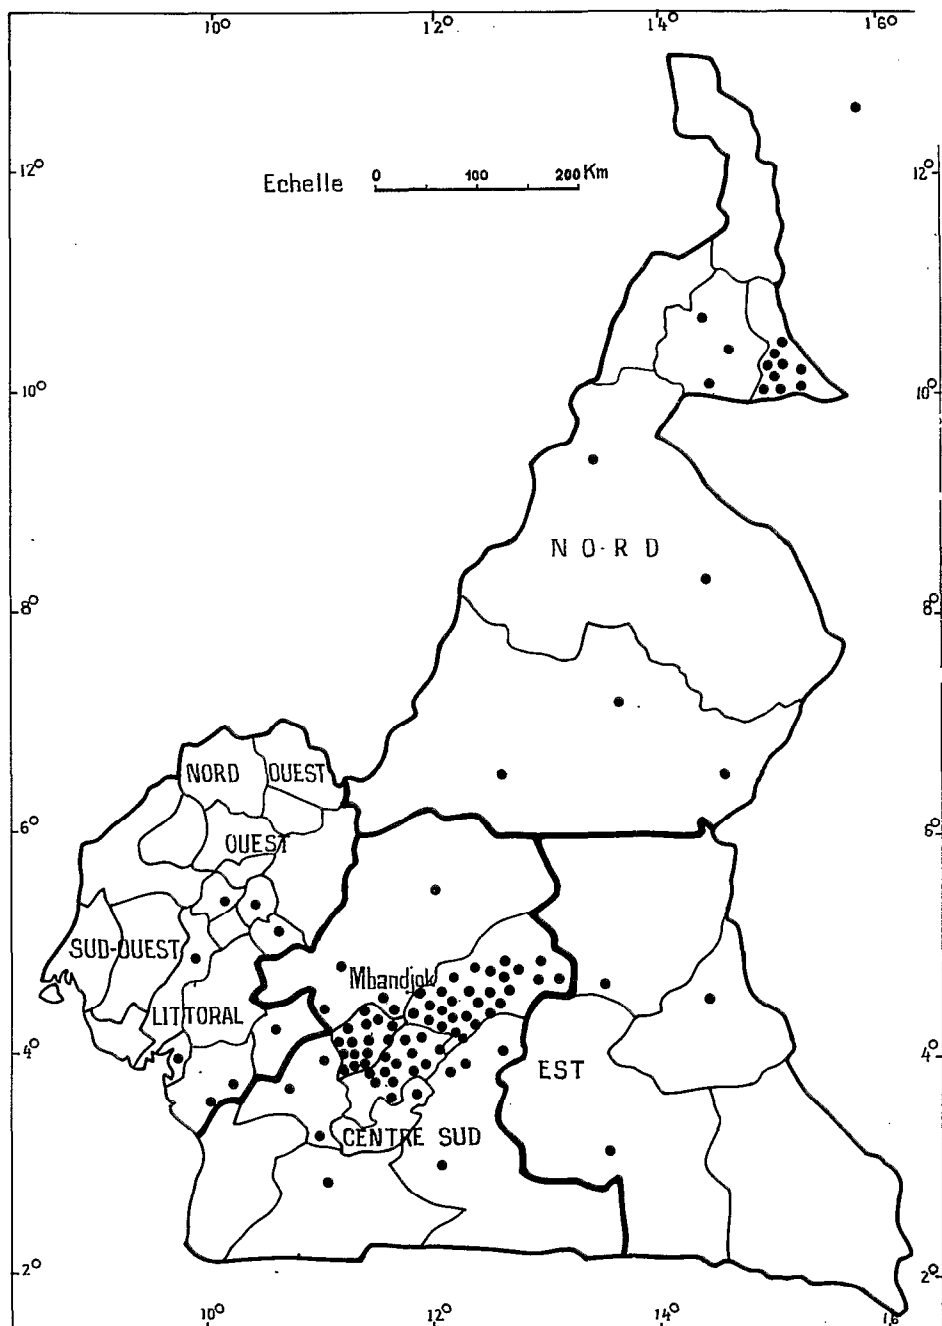 10° 12° 14° 16°
12° 12°
Echelle 0 100 200 Km
10° 10°
NORD
8° 8°
NORD OUEST
6° 6°
OUEST
SUD-OUEST
Mbandjok
LITTORAL
4° 4°
EST
CENTRE SUD
2° 2°
10° 12° 14° 16